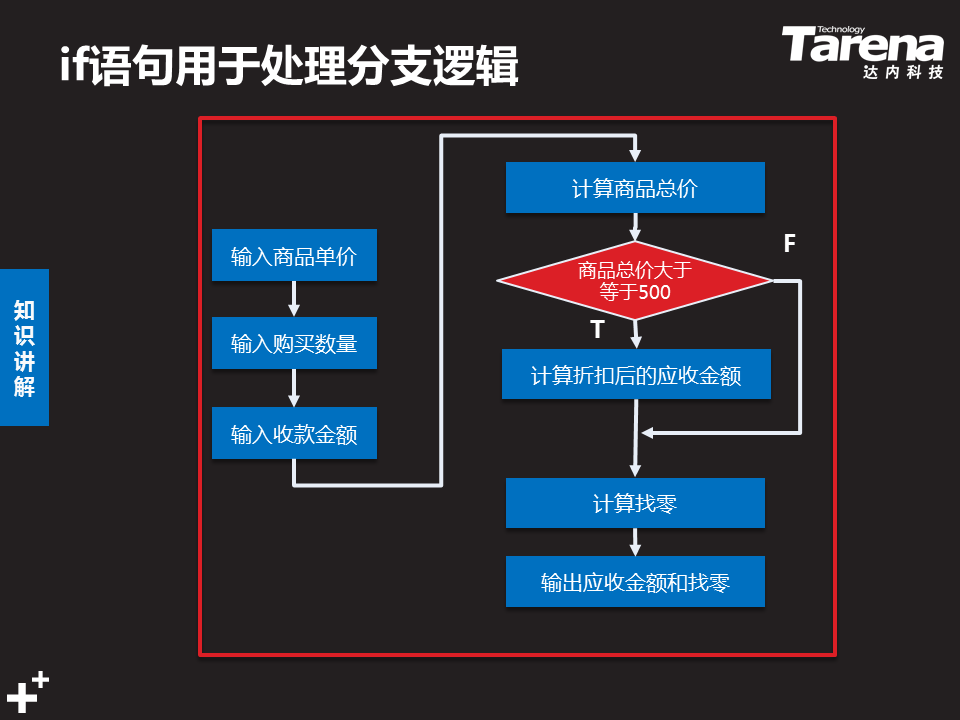 if语句用于处理分支逻辑
Technology
Tarena
达内科技
知识讲解
输入商品单价
输入购买数量
输入收款金额
计算商品总价
商品总价大于
等于500
F
T
计算折扣后的应收金额
计算找零
输出应收金额和找零